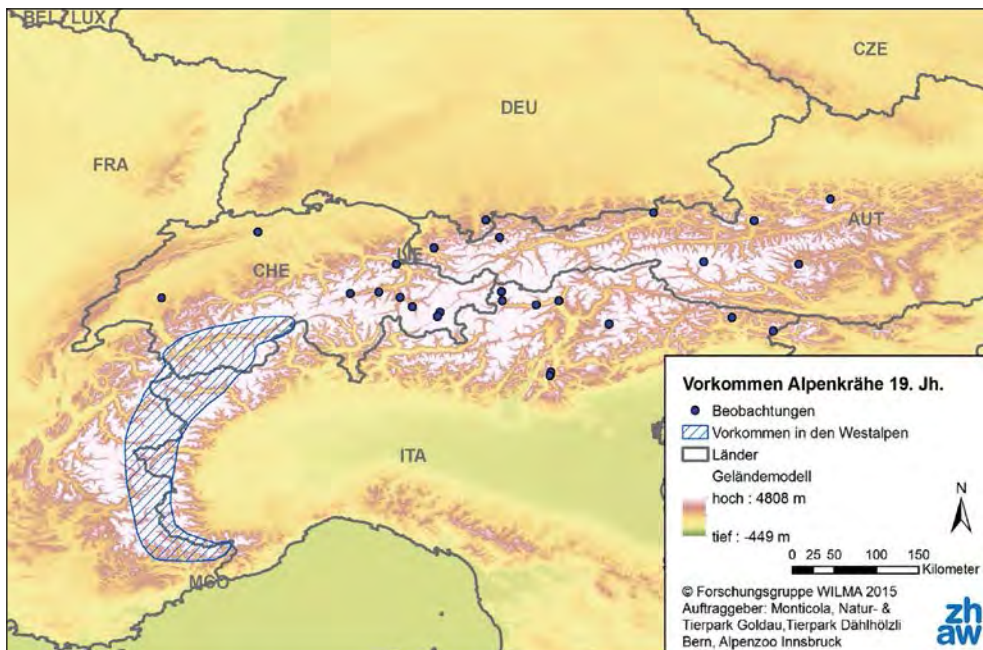 BEL LUX
CZE
DEU
FRA
AUT
LIE
CHE
ITA
MCO
Vorkommen Alpenkrähe 19. Jh.
Beobachtungen
Vorkommen in den Westalpen
Länder
Geländemodell
hoch : 4808 m
tief : -449 m
N
0 25 50 100 150
Kilometer
© Forschungsgruppe WILMA 2015
Auftraggeber: Monticola, Natur- &
Tierpark Goldau,Tierpark Dählhölzli
Bern, Alpenzoo Innsbruck
zh
aw